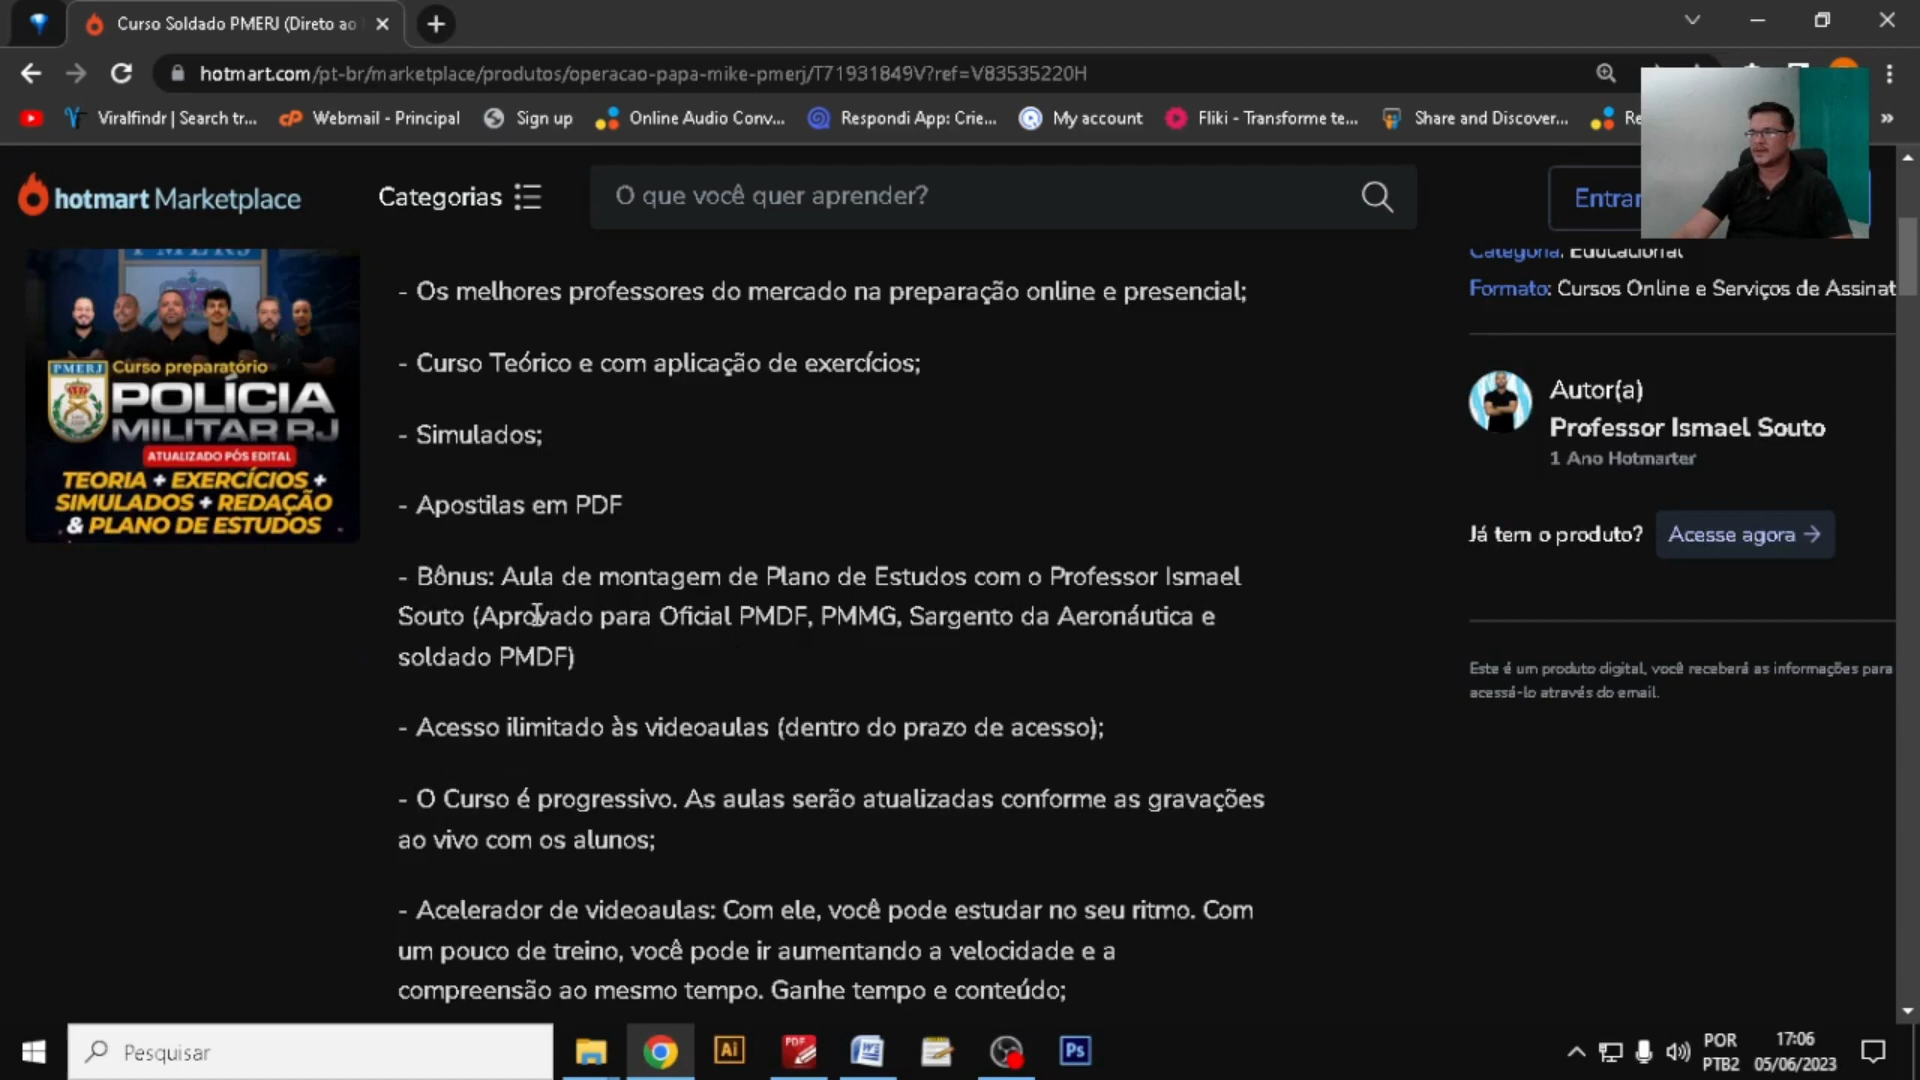 Curso Soldado PMERJ (Direto ao
hotmart.com/pt-br/marketplace/produtos/operacao-papa-mike-pmerj/T71931849V?ref=V83535220H
Viralfindr | Search tr...
cP Webmail - Principal
Sign up
Online Audio Conv...
Respondi App: Crie...
My account
Fliki - Transforme te...
Share and Discover...
Re
»
hotmart Marketplace
Categorias
O que você quer aprender?
Entrar
PMERJ
PMERJ
Curso preparatório
POLÍCIA
MILITAR RJ
ATUALIZADO PÓS EDITAL
TEORIA + EXERCÍCIOS +
SIMULADOS + REDAÇÃO
& PLANO DE ESTUDOS
- Os melhores professores do mercado na preparação online e presencial;
- Curso Teórico e com aplicação de exercícios;
- Simulados;
- Apostilas em PDF
- Bônus: Aula de montagem de Plano de Estudos com o Professor Ismael
Souto (Aprovado para Oficial PMDF, PMMG, Sargento da Aeronáutica e
soldado PMDF)
- Acesso ilimitado às videoaulas (dentro do prazo de acesso);
- O Curso é progressivo. As aulas serão atualizadas conforme as gravações
ao vivo com os alunos;
- Acelerador de videoaulas: Com ele, você pode estudar no seu ritmo. Com
um pouco de treino, você pode ir aumentando a velocidade e a
compreensão ao mesmo tempo. Ganhe tempo e conteúdo;
Categoria: Educacional
Formato: Cursos Online e Serviços de Assinat
Autor(a)
Professor Ismael Souto
1 Ano Hotmarter
Já tem o produto?
Acesse agora →
Este é um produto digital, você receberá as informações para
acessá-lo através do email.
Pesquisar
Ai
PDF
W
Ps
POR
PTB2
17:06
05/06/2023